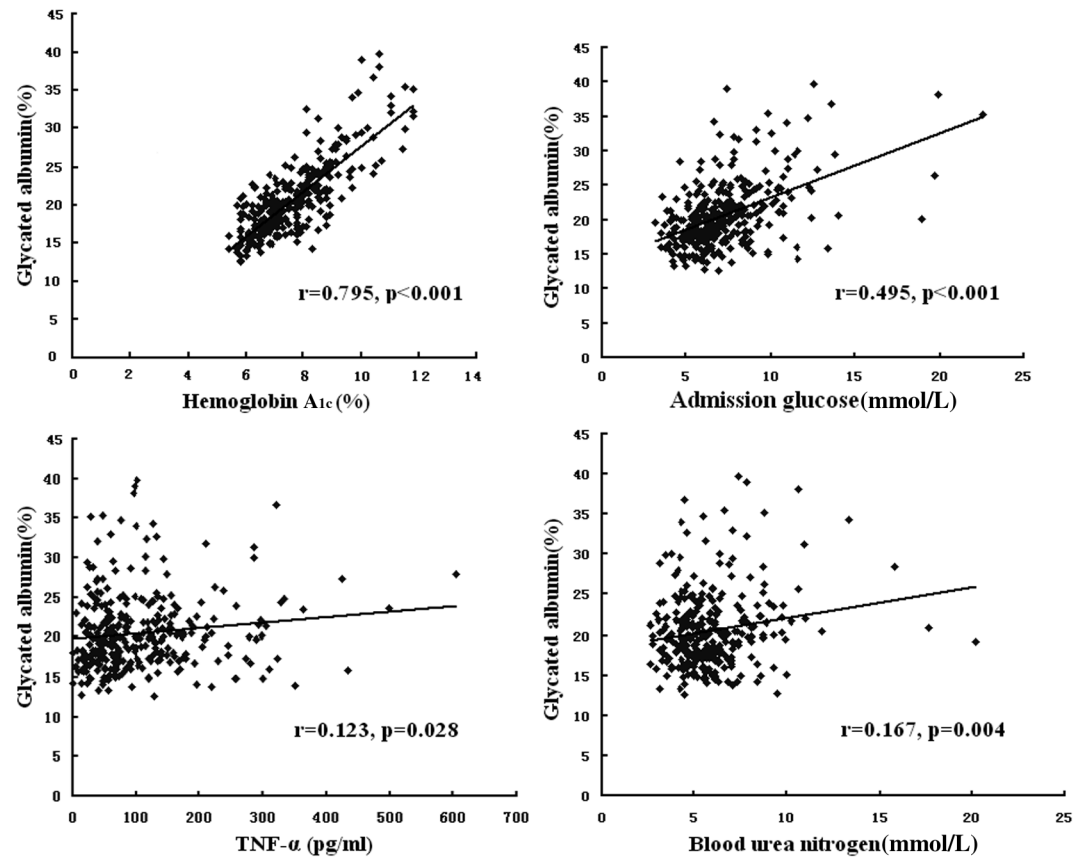 45
40
35
30
25
20
15
10
5
0
Glycated albumin(%)
r=0.795, p<0.001
0 2 4 6 8 10 12 14
Hemoglobin A1c (%)
45
40
35
30
25
20
15
10
5
0
Glycated albumin(%)
r=0.495, p<0.001
0 5 10 15 20 25
Admission glucose(mmol/L)
45
40
35
30
25
20
15
10
5
0
Glycated albumin(%)
r=0.123, p=0.028
0 100 200 300 400 500 600 700
TNF-α (pg/ml)
45
40
35
30
25
20
15
10
5
0
Glycated albumin(%)
r=0.167, p=0.004
0 5 10 15 20 25
Blood urea nitrogen(mmol/L)